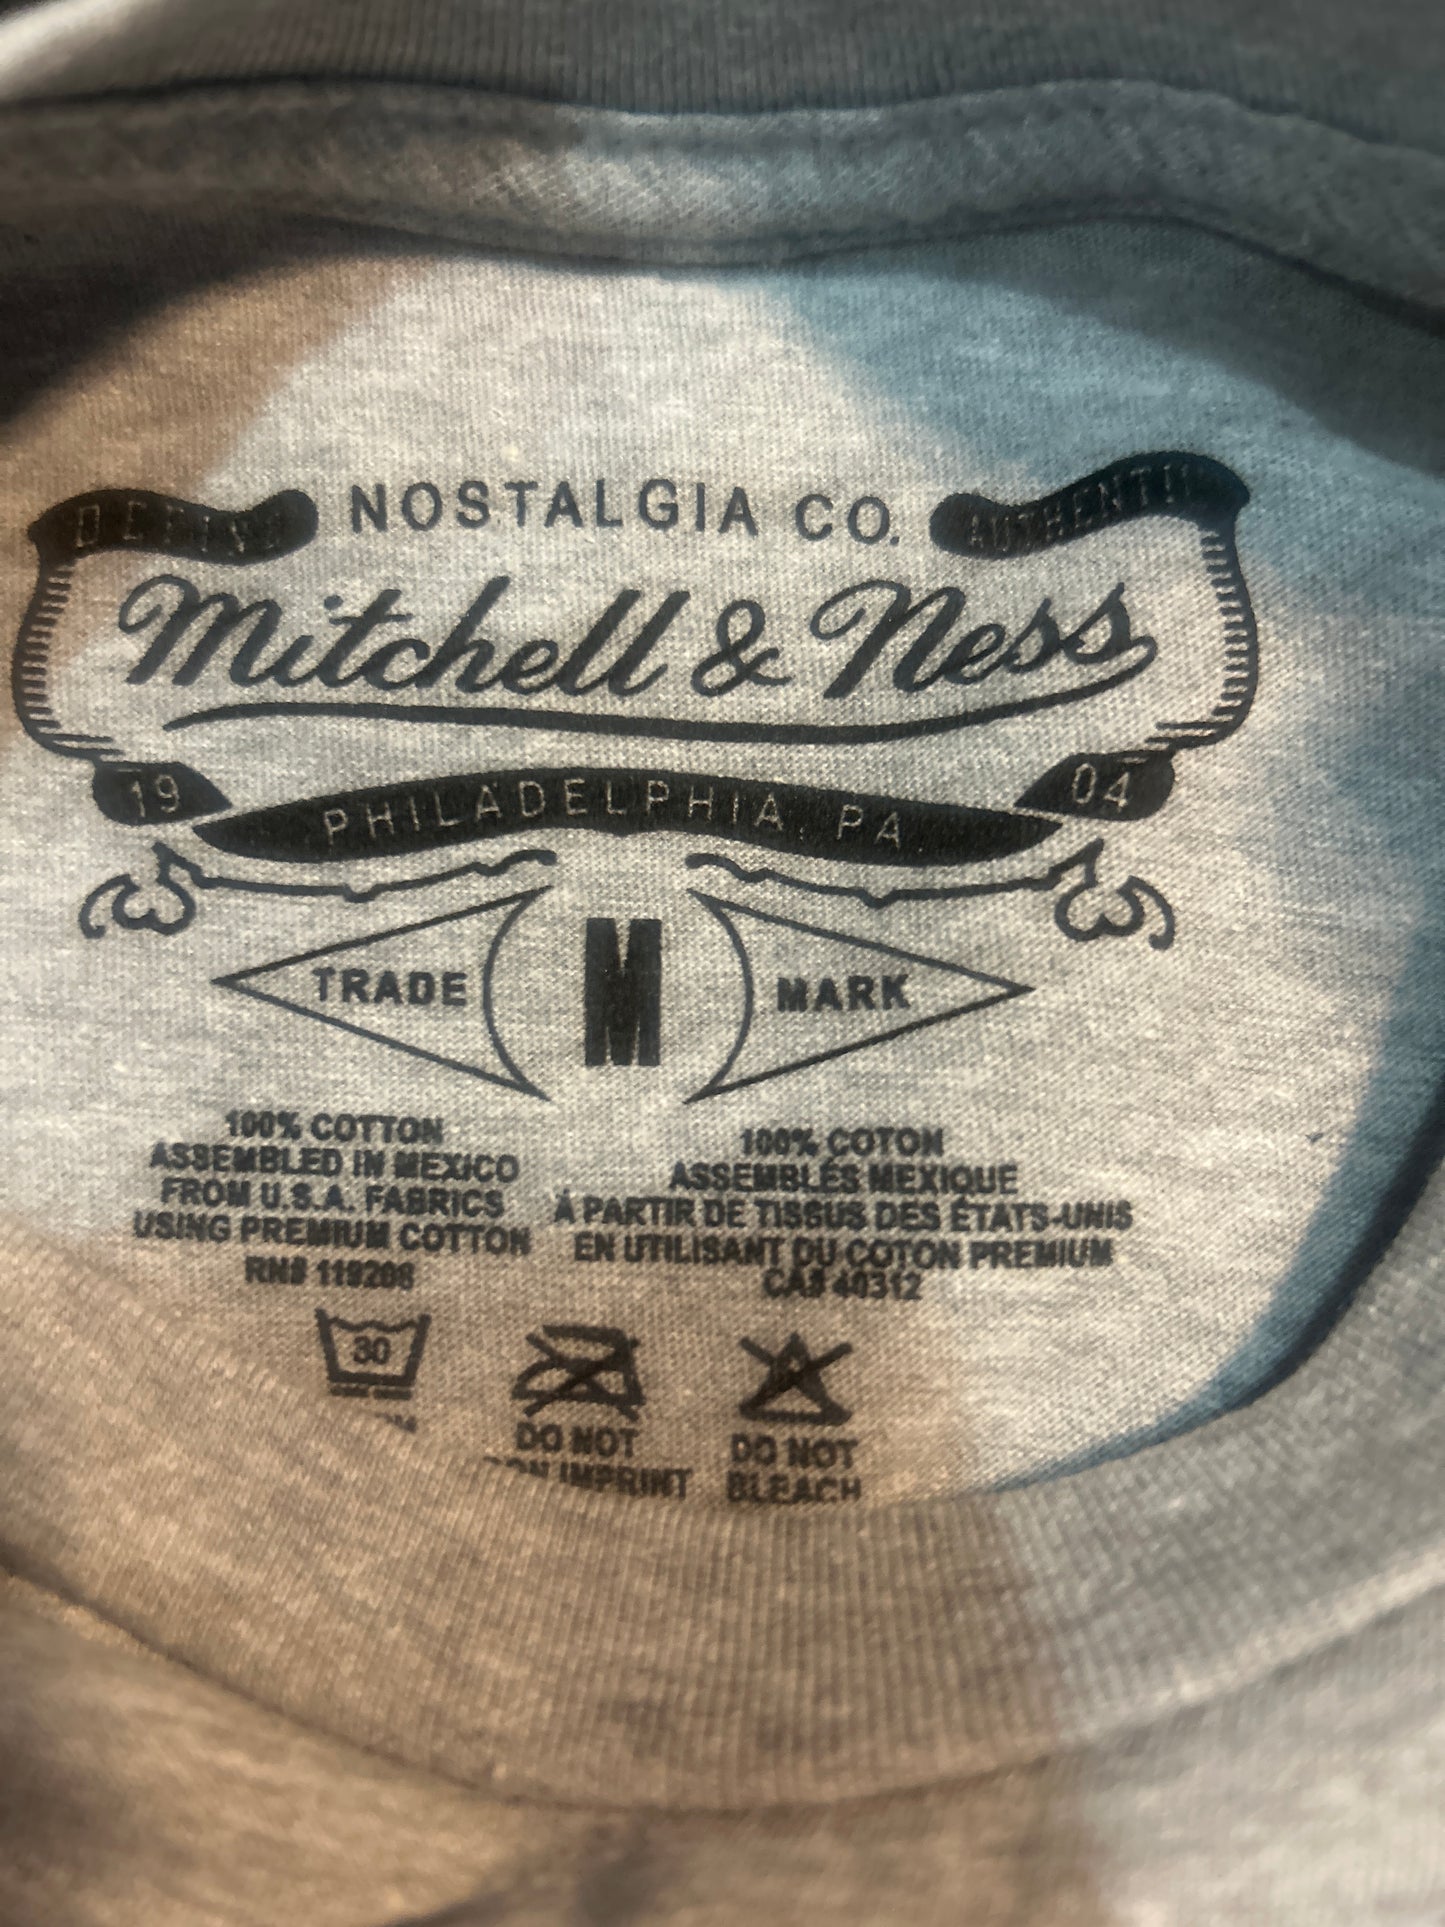 NOSTALGIA CO.
Mitchell & Ness
19 04
PHILADELPHIA, PA
TRADE M MARK
100% COTTON
ASSEMBLED IN MEXICO
FROM U.S.A. FABRICS
USING PREMIUM COTTON
RN# 119208
100% COTON
ASSEMBLÉS MEXIQUE
À PARTIR DE TISSUS DES ÉTATS-UNIS
EN UTILISANT DU COTON PREMIUM
CA# 40312
30
DO NOT
IMPRINT
DO NOT
BLEACH